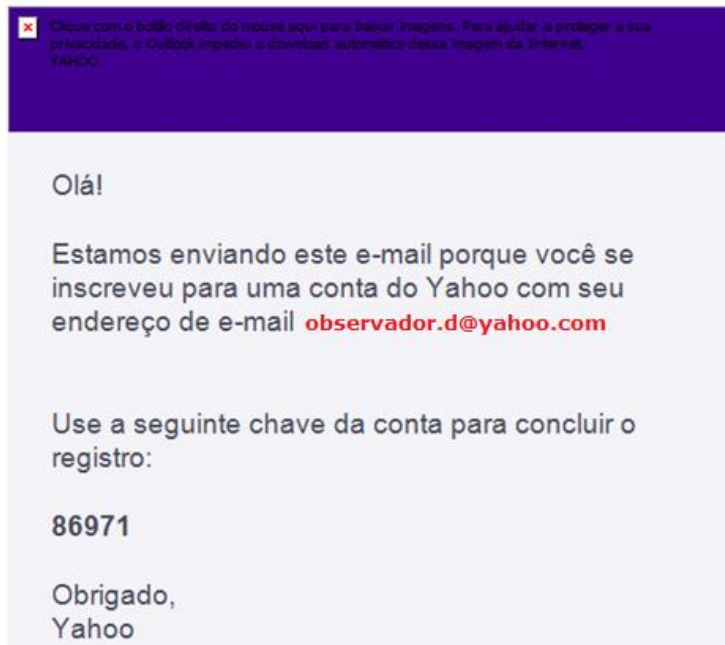 Clique com o botão direito do mouse aqui para baixar imagens. Para ajudar a proteger a sua
privacidade, o Outlook impediu o download automático dessa imagem da Internet.
YAHOO
Olá!
Estamos enviando este e-mail porque você se
inscreveu para uma conta do Yahoo com seu
endereço de e-mail observador.d@yahoo.com
Use a seguinte chave da conta para concluir o
registro:
86971
Obrigado,
Yahoo